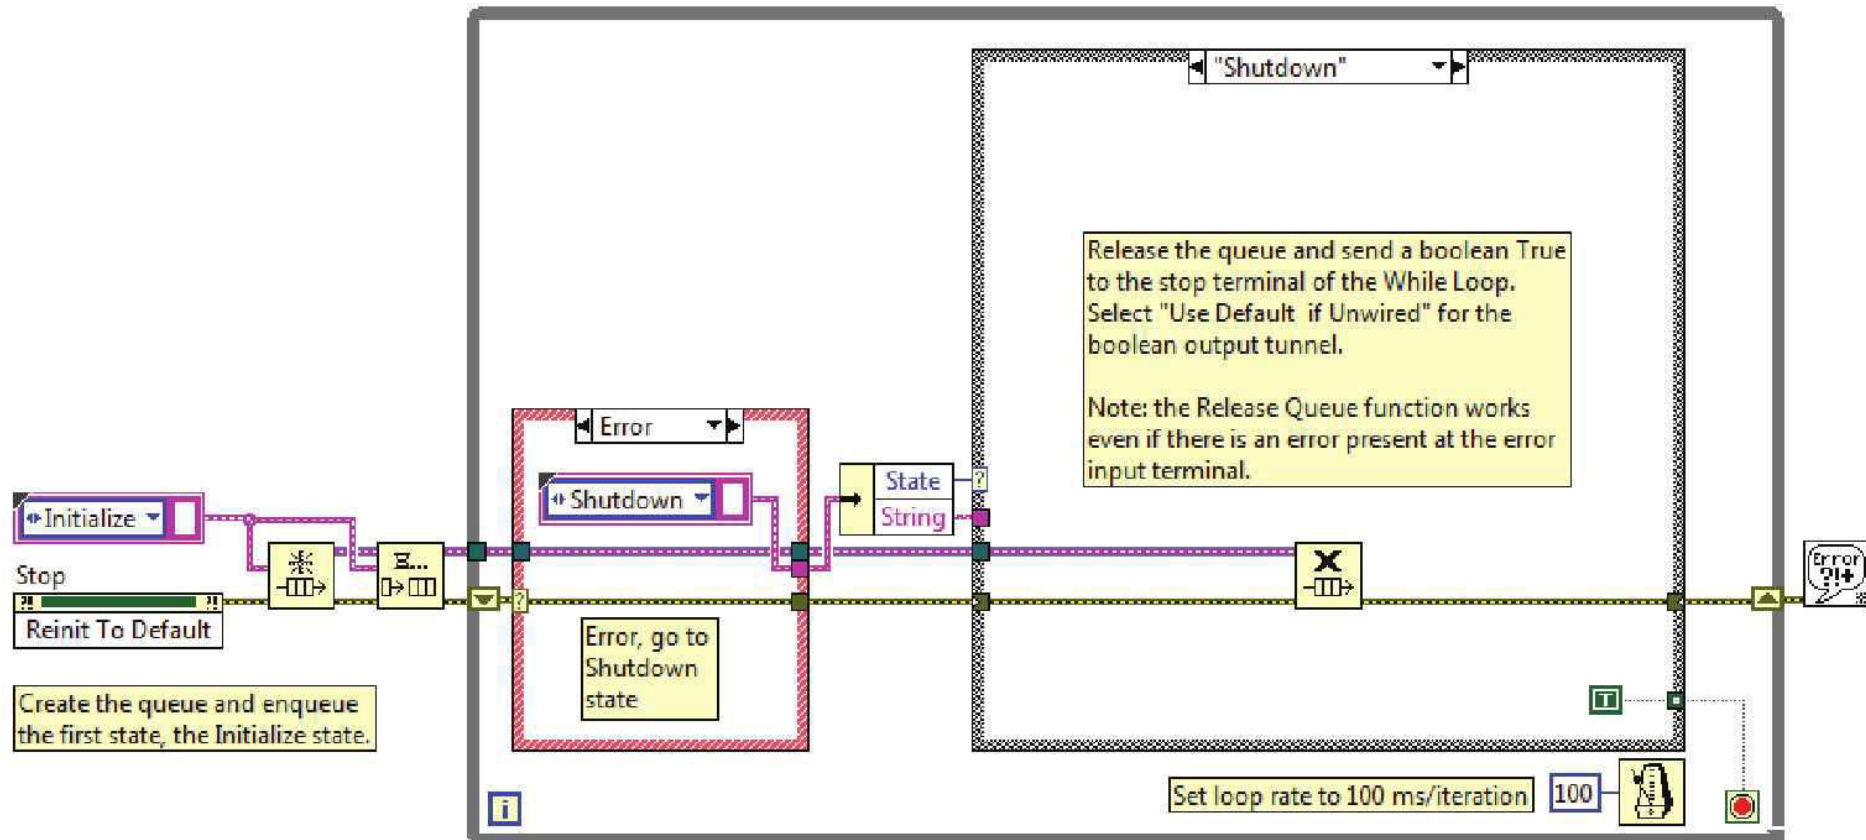 "Shutdown"
Release the queue and send a boolean True
to the stop terminal of the While Loop.
Select "Use Default if Unwired" for the
boolean output tunnel.
Note: the Release Queue function works
even if there is an error present at the error
input terminal.
Error
Shutdown
State
String
Initialize
Stop
Reinit To Default
Error, go to
Shutdown
state
Create the queue and enqueue
the first state, the Initialize state.
Error
?!+
T
i
Set loop rate to 100 ms/iteration
100